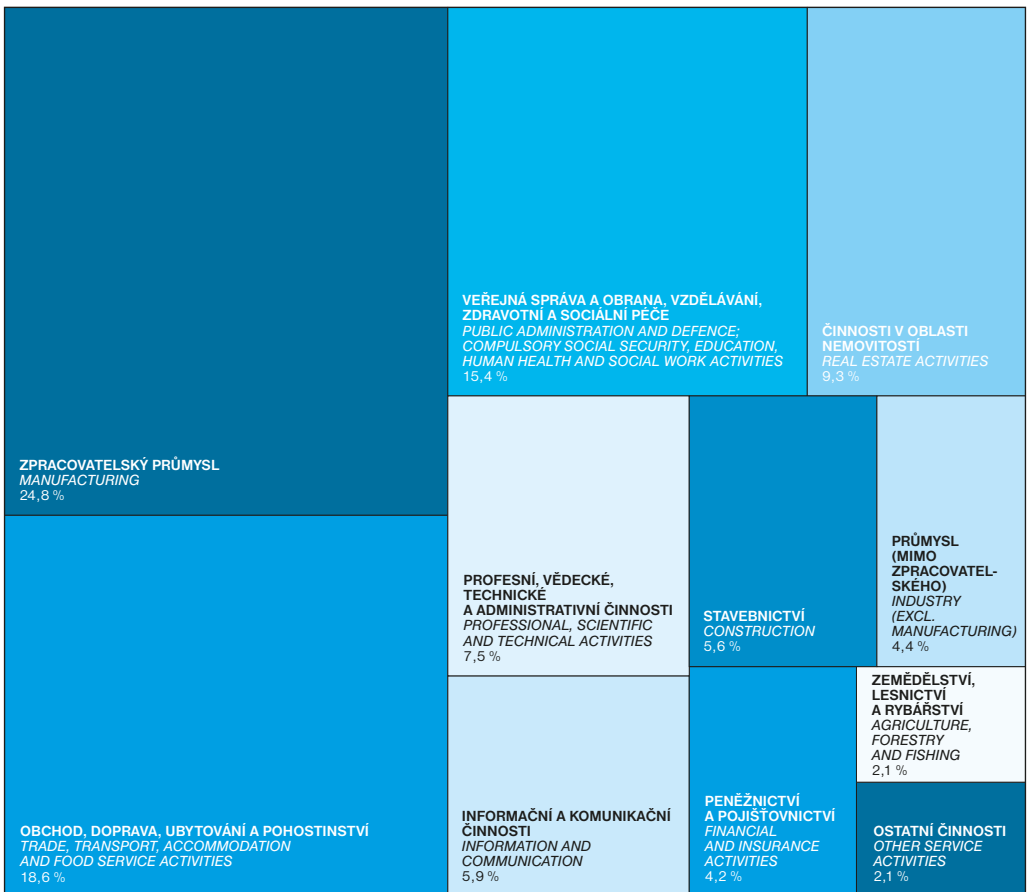 ZPRACOVATELSKÝ PRŮMYSL
MANUFACTURING
24,8 %
OBCHOD, DOPRAVA, UBYTOVÁNÍ A POHOSTINSTVÍ
TRADE, TRANSPORT, ACCOMMODATION
AND FOOD SERVICE ACTIVITIES
18,6 %
VEŘEJNÁ SPRÁVA A OBRANA, VZDĚLÁVÁNÍ,
ZDRAVOTNÍ A SOCIÁLNÍ PÉČE
PUBLIC ADMINISTRATION AND DEFENCE;
COMPULSORY SOCIAL SECURITY, EDUCATION,
HUMAN HEALTH AND SOCIAL WORK ACTIVITIES
15,4 %
ČINNOSTI V OBLASTI
NEMOVITOSTÍ
REAL ESTATE ACTIVITIES
9,3 %
PROFESNÍ, VĚDECKÉ,
TECHNICKÉ
A ADMINISTRATIVNÍ ČINNOSTI
PROFESSIONAL, SCIENTIFIC
AND TECHNICAL ACTIVITIES
7,5 %
INFORMAČNÍ A KOMUNIKAČNÍ
ČINNOSTI
INFORMATION AND
COMMUNICATION
5,9 %
STAVEBNICTVÍ
CONSTRUCTION
5,6 %
PRŮMYSL
(MIMO
ZPRACOVATEL-
SKÉHO)
INDUSTRY
(EXCL.
MANUFACTURING)
4,4 %
PENĚŽNICTVÍ
A POJIŠŤOVNICTVÍ
FINANCIAL
AND INSURANCE
ACTIVITIES
4,2 %
ZEMĚDĚLSTVÍ,
LESNICTVÍ
A RYBÁŘSTVÍ
AGRICULTURE,
FORESTRY
AND FISHING
2,1 %
OSTATNÍ ČINNOSTI
OTHER SERVICE
ACTIVITIES
2,1 %